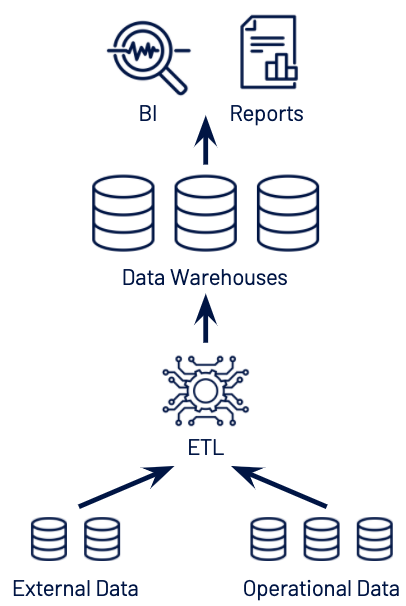 BI
Reports
Data Warehouses
ETL
External Data
Operational Data